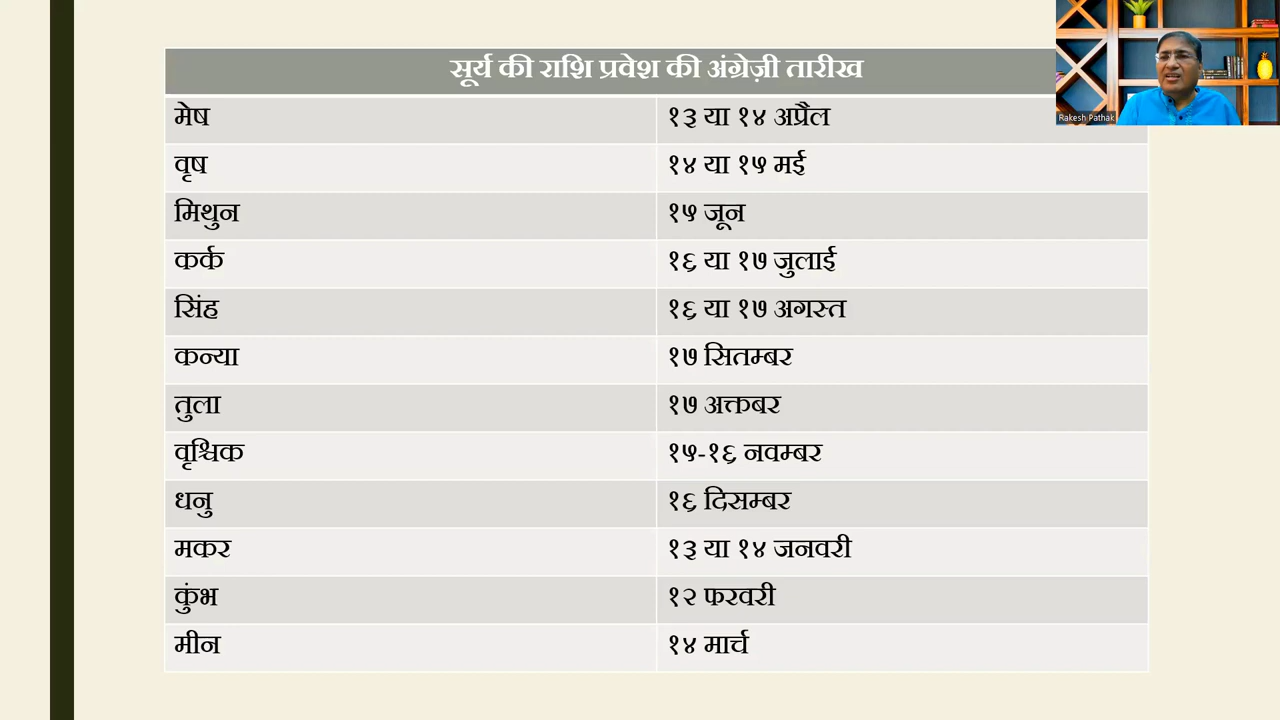 सूर्य की राशि प्रवेश की अंग्रेज़ी तारीख
मेष १३ या १४ अप्रैल
वृष १४ या १५ मई
मिथुन १५ जून
कर्क १६ या १७ जुलाई
सिंह १६ या १७ अगस्त
कन्या १७ सितम्बर
तुला १७ अक्तबर
वृश्चिक १५-१६ नवम्बर
धनु १६ दिसम्बर
मकर १३ या १४ जनवरी
कुंभ १२ फरवरी
मीन १४ मार्च
Rakesh Pathak